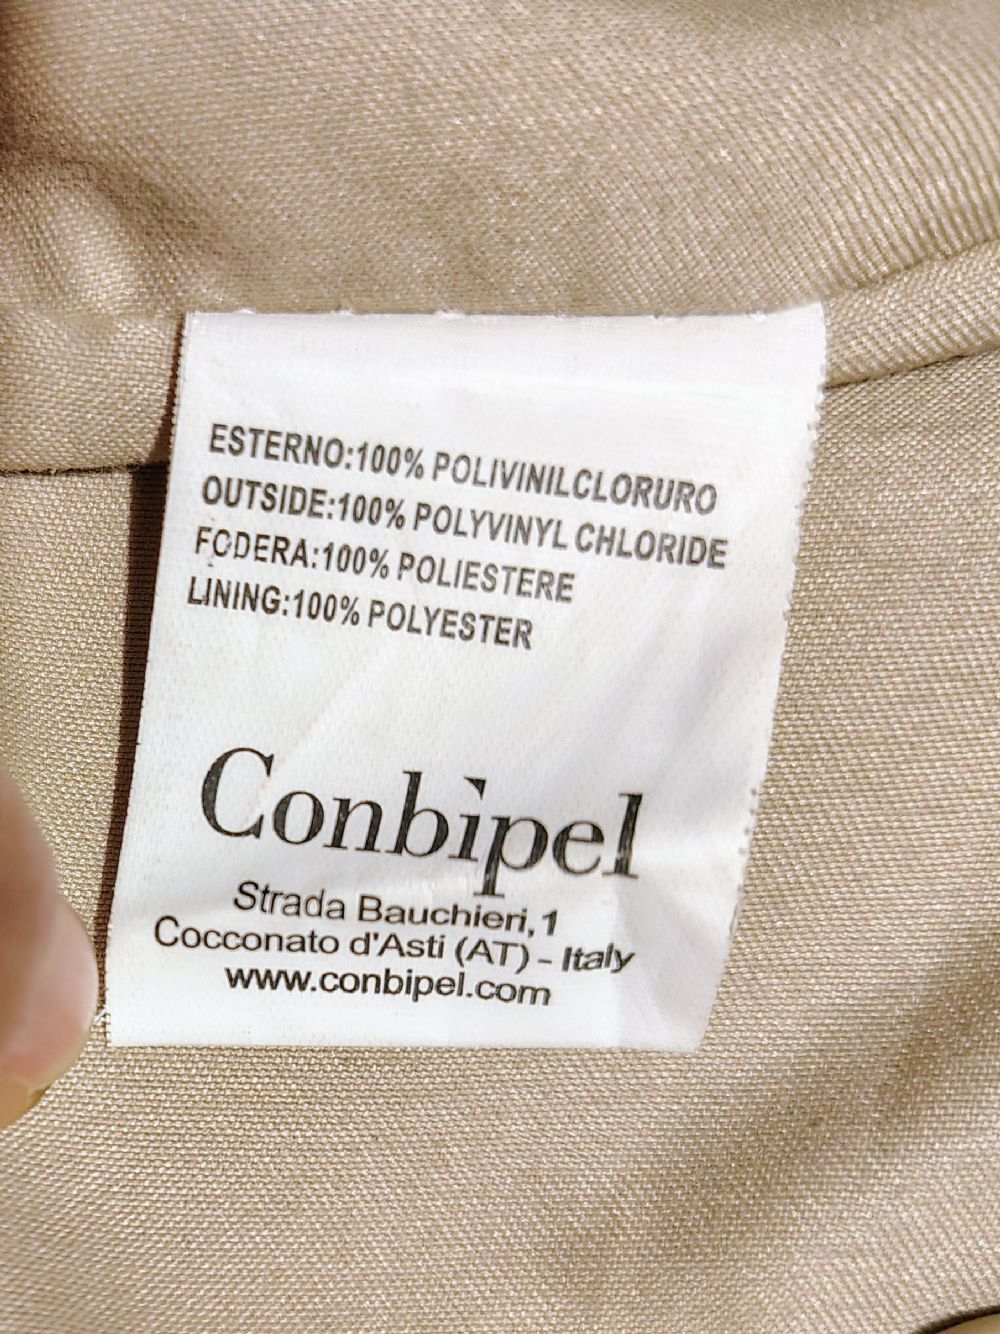 ESTERNO:100% POLIVINILCLORURO
OUTSIDE:100% POLYVINYL CHLORIDE
FODERA:100% POLIESTERE
LINING:100% POLYESTER
Conbipel
Strada Bauchieri,1
Cocconato d'Asti (AT) - Italy
www.conbipel.com